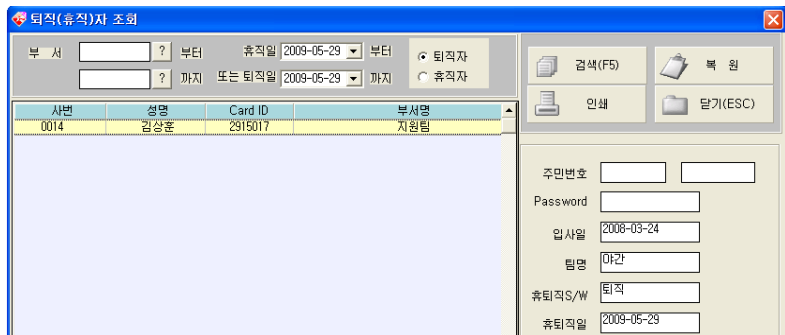 퇴직(휴직)자 조회
부 서 ? 부터 휴직일 2009-05-29 부터 퇴직자
? 까지 또는 퇴직일 2009-05-29 까지 휴직자
검색(F5) 복 원
인쇄 닫기(ESC)
사번 성명 Card ID 부서명
0014 김상훈 2915017 지원팀
주민번호
Password
입사일 2008-03-24
팀명 야간
휴퇴직S/W 퇴직
휴퇴직일 2009-05-29